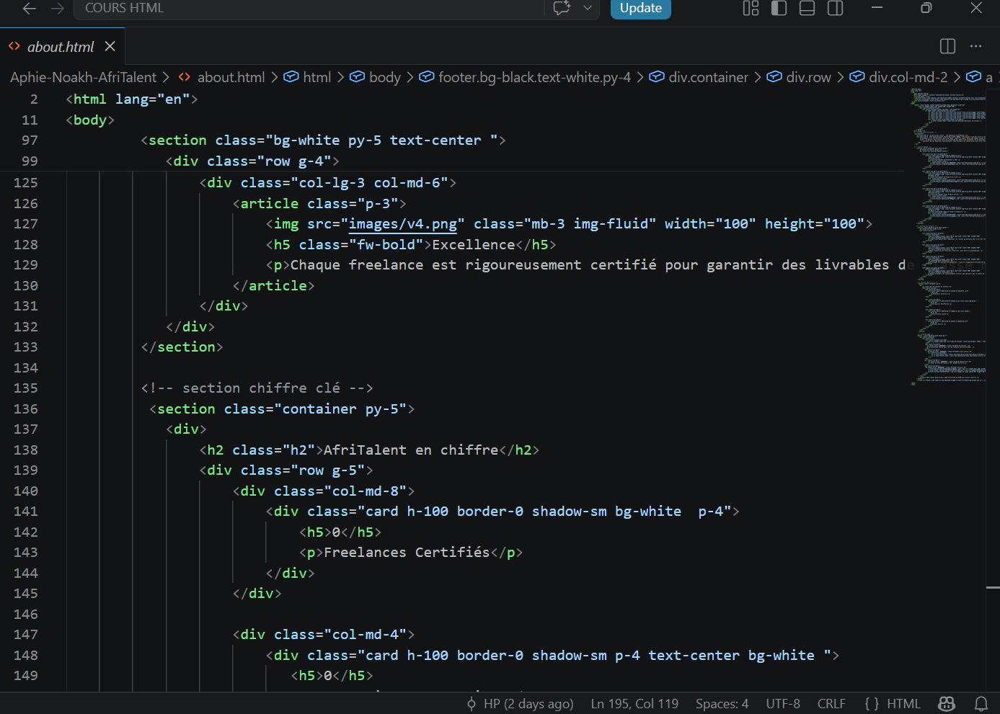 COURS HTML
Update
about.html
Aphie-Noakh-AfriTalent > about.html > html > body > footer.bg-black.text-white.py-4 > div.container > div.row > div.col-md-2 > a
2 <html lang="en">
11 <body>
97 <section class="bg-white py-5 text-center ">
99 <div class="row g-4">
125 <div class="col-lg-3 col-md-6">
126 <article class="p-3">
127 <img src="images/v4.png" class="mb-3 img-fluid" width="100" height="100">
128 <h5 class="fw-bold">Excellence</h5>
129 <p>Chaque freelance est rigoureusement certifié pour garantir des livrables de
130 </article>
131 </div>
132 </div>
133 </section>
134
135 <!-- section chiffre clé -->
136 <section class="container py-5">
137 <div>
138 <h2 class="h2">AfriTalent en chiffre</h2>
139 <div class="row g-5">
140 <div class="col-md-8">
141 <div class="card h-100 border-0 shadow-sm bg-white  p-4">
142 <h5>0</h5>
143 <p>Freelances Certifiés</p>
144 </div>
145 </div>
146
147 <div class="col-md-4">
148 <div class="card h-100 border-0 shadow-sm p-4 text-center bg-white ">
149 <h5>0</h5>
HP (2 days ago) Ln 195, Col 119 Spaces: 4 UTF-8 CRLF { } HTML